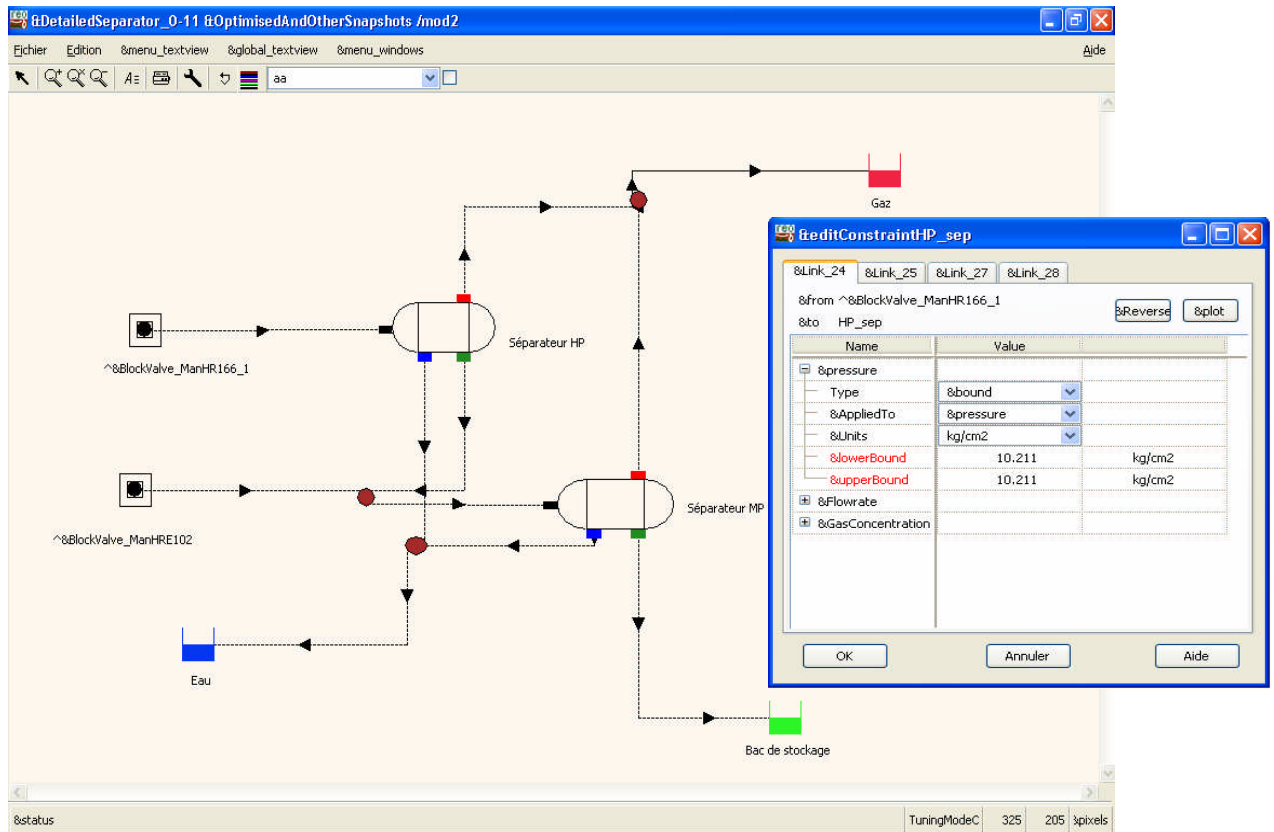 &DetailedSeparator_0-11 &OptimisedAndOtherSnapshots /mod2
Fichier Edition &menu_textview &global_textview &menu_windows Aide
A= aa
Gaz
Séparateur HP
^&BlockValve_ManHR166_1
Séparateur MP
^&BlockValve_ManHRE102
Eau
Bac de stockage
&editConstraintHP_sep
&Link_24 &Link_25 &Link_27 &Link_28
&from ^&BlockValve_ManHR166_1
&Reverse &plot
&to HP_sep
Name Value
&pressure
Type &bound
&AppliedTo &pressure
&Units kg/cm2
&lowerBound 10.211 kg/cm2
&upperBound 10.211 kg/cm2
&Flowrate
&GasConcentration
OK Annuler Aide
&status TuningModeC 325 205 &pixels